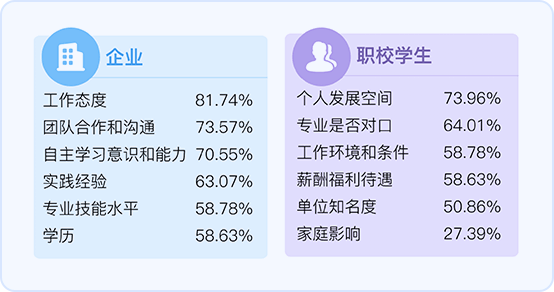 企业
工作态度 81.74%
团队合作和沟通 73.57%
自主学习意识和能力 70.55%
实践经验 63.07%
专业技能水平 58.78%
学历 58.63%
职校学生
个人发展空间 73.96%
专业是否对口 64.01%
工作环境和条件 58.78%
薪酬福利待遇 58.63%
单位知名度 50.86%
家庭影响 27.39%